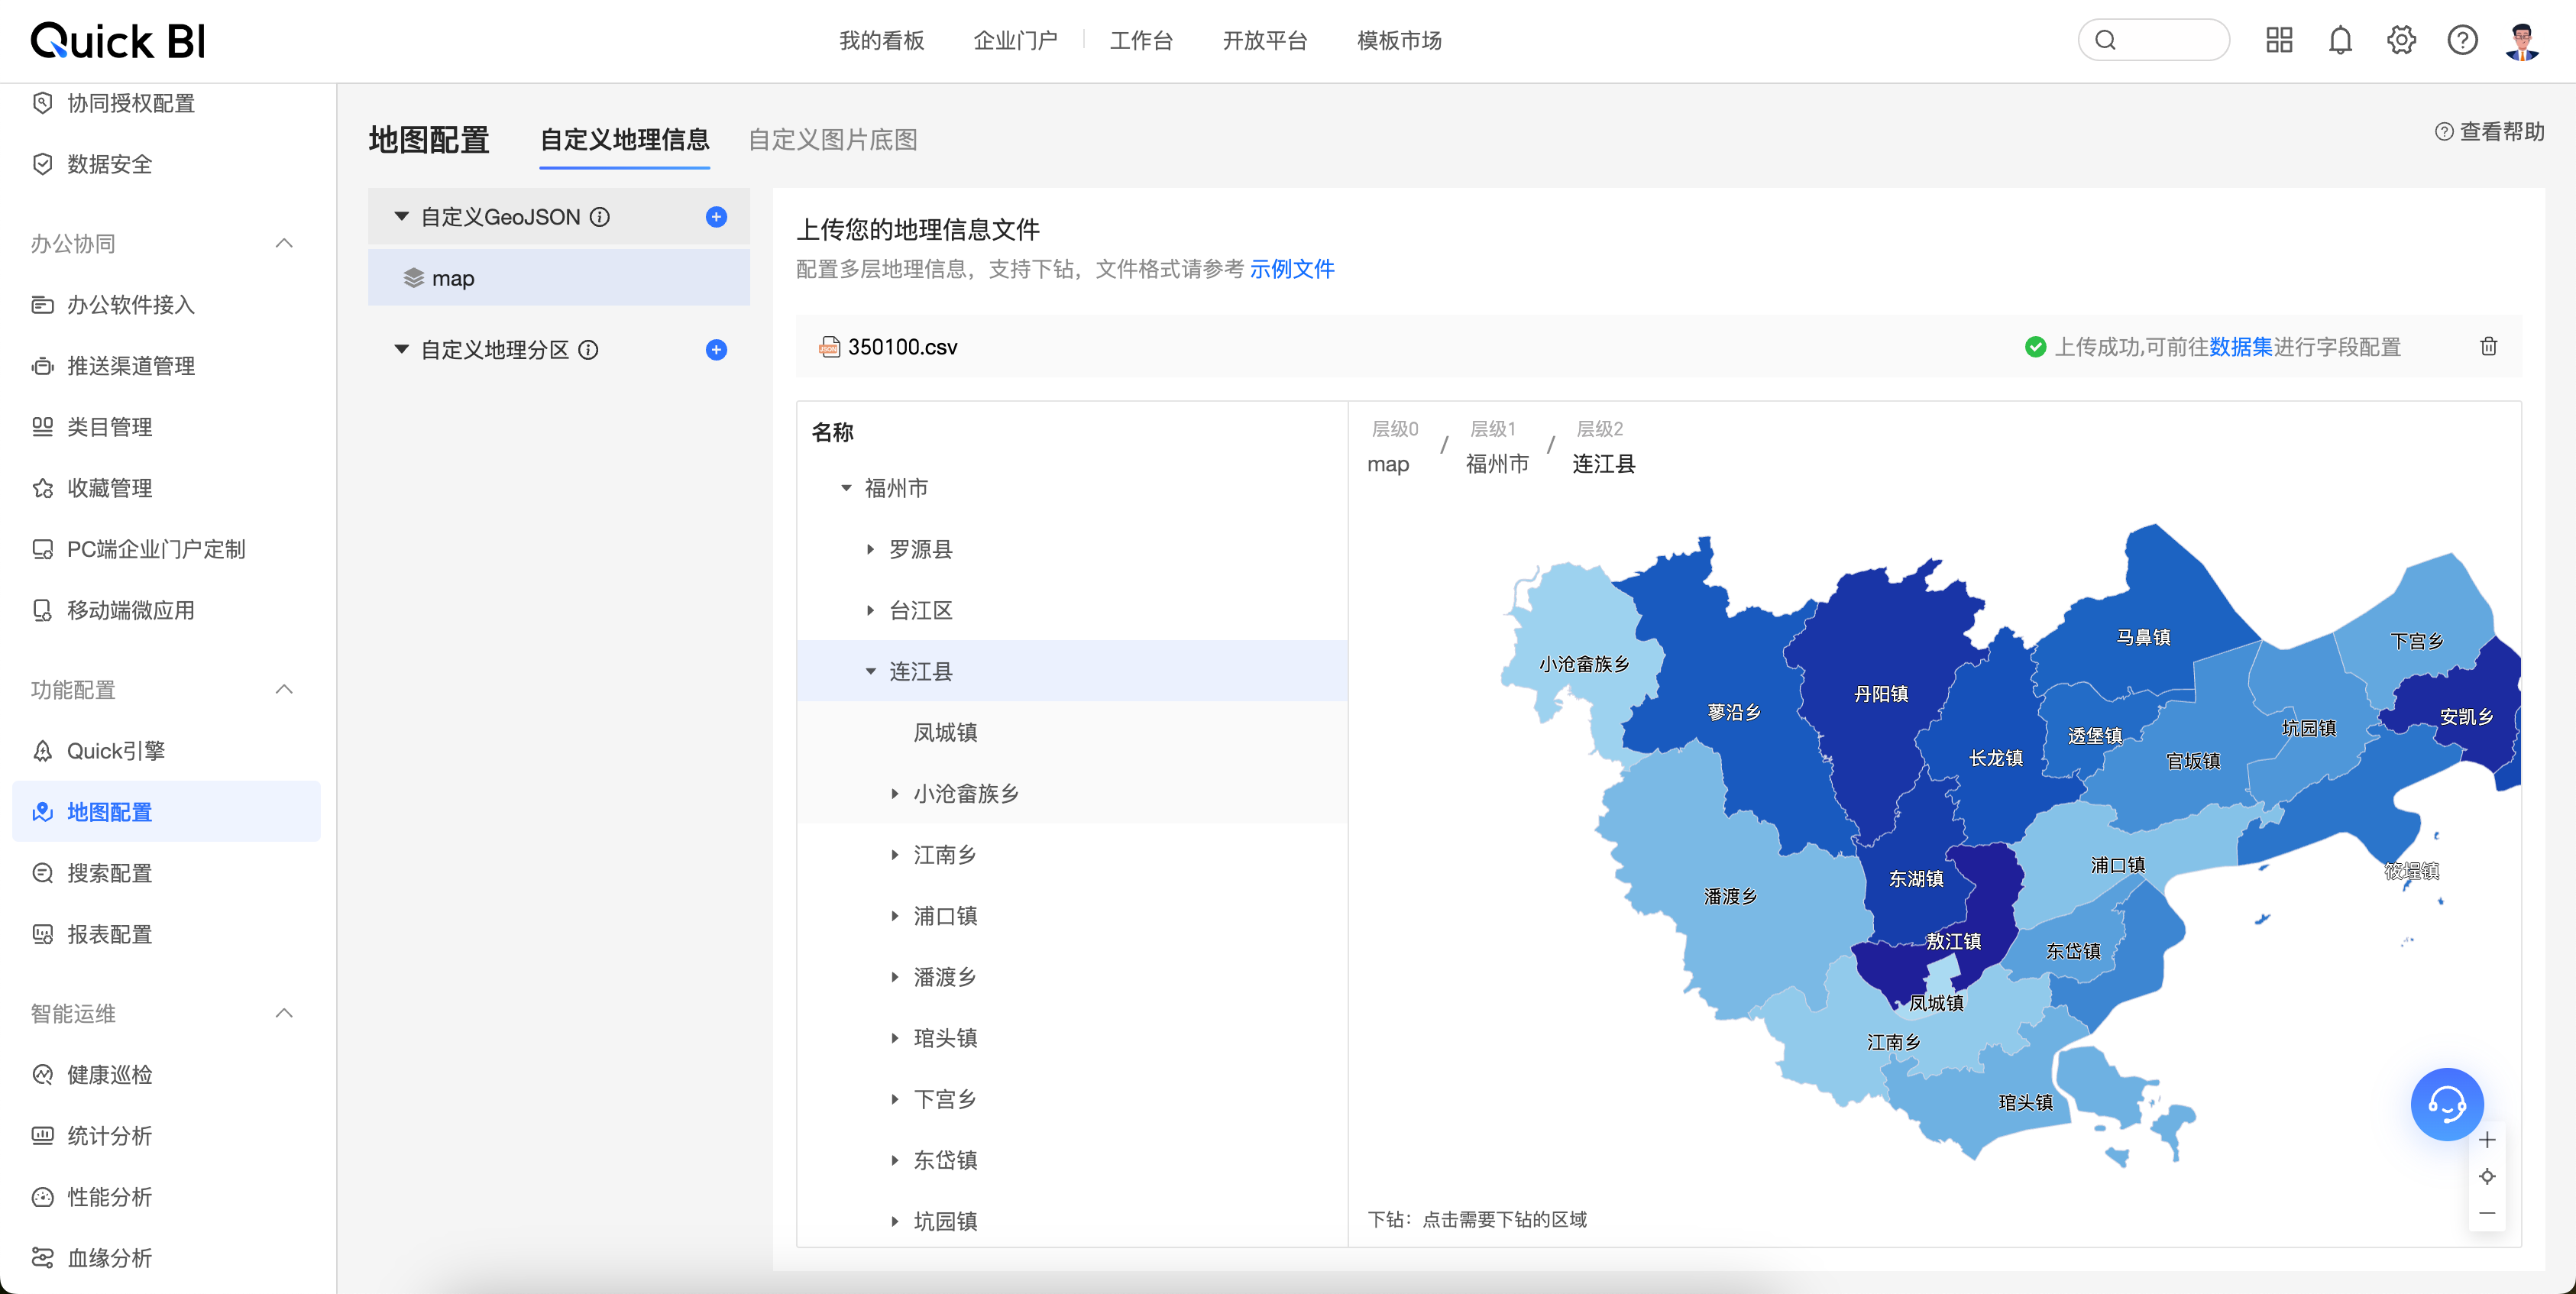 Quick BI
我的看板
企业门户
工作台
开放平台
模板市场
协同授权配置
数据安全
办公协同
办公软件接入
推送渠道管理
类目管理
收藏管理
PC端企业门户定制
移动端微应用
功能配置
Quick引擎
地图配置
搜索配置
报表配置
智能运维
健康巡检
统计分析
性能分析
血缘分析
地图配置
自定义地理信息
自定义图片底图
查看帮助
自定义GeoJSON
map
自定义地理分区
上传您的地理信息文件
配置多层地理信息，支持下钻，文件格式请参考 示例文件
350100.csv
上传成功,可前往数据集进行字段配置
名称
福州市
罗源县
台江区
连江县
凤城镇
小沧畲族乡
江南乡
浦口镇
潘渡乡
琯头镇
下宫乡
东岱镇
坑园镇
层级0
层级1
层级2
map / 福州市 / 连江县
马鼻镇
下宫乡
小沧畲族乡
丹阳镇
蓼沿乡
安凯乡
坑园镇
透堡镇
长龙镇
官坂镇
浦口镇
筱埕镇
东湖镇
潘渡乡
敖江镇
东岱镇
凤城镇
江南乡
琯头镇
下钻：点击需要下钻的区域